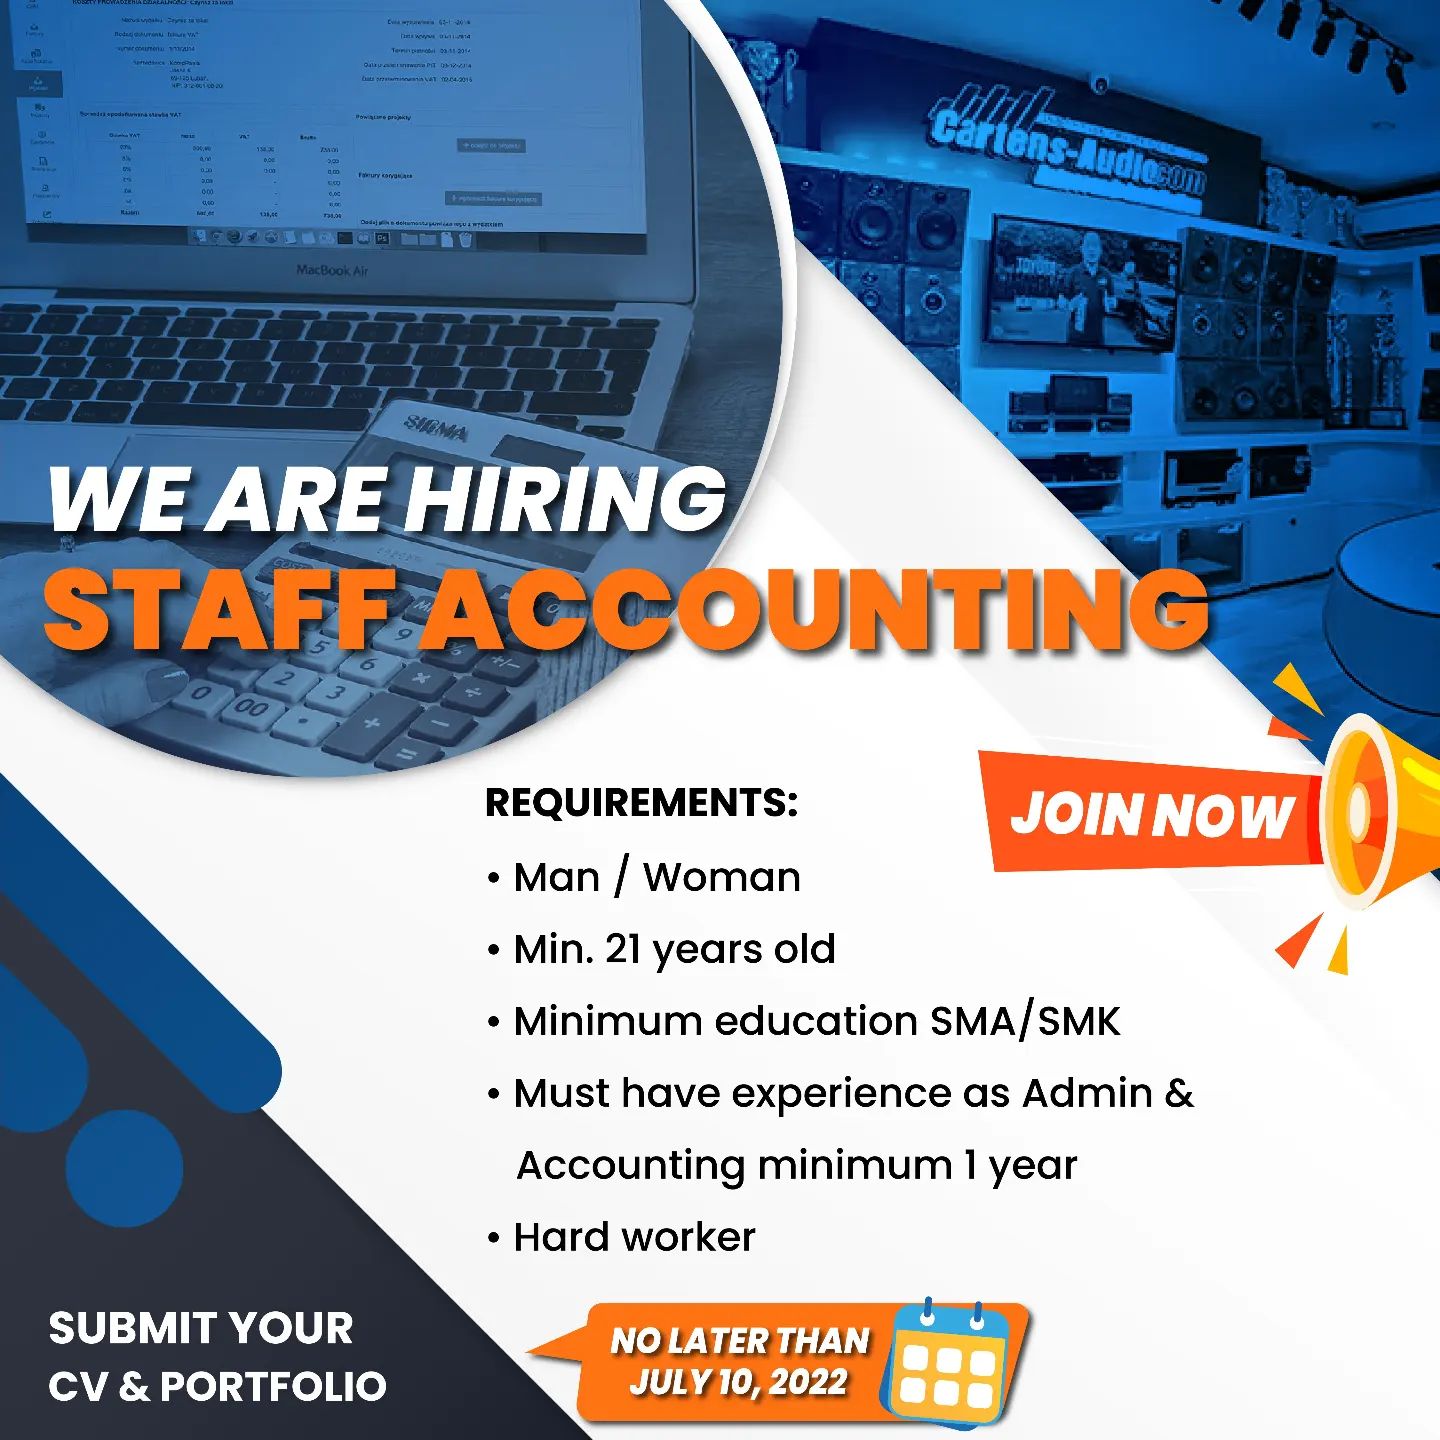 MacBook Air
Cartens-Audio.com
SIGMA
WE ARE HIRING
STAFF ACCOUNTING
JOIN NOW
REQUIREMENTS:
• Man / Woman
• Min. 21 years old
• Minimum education SMA/SMK
• Must have experience as Admin &
Accounting minimum 1 year
• Hard worker
SUBMIT YOUR
CV & PORTFOLIO
NO LATER THAN
JULY 10, 2022